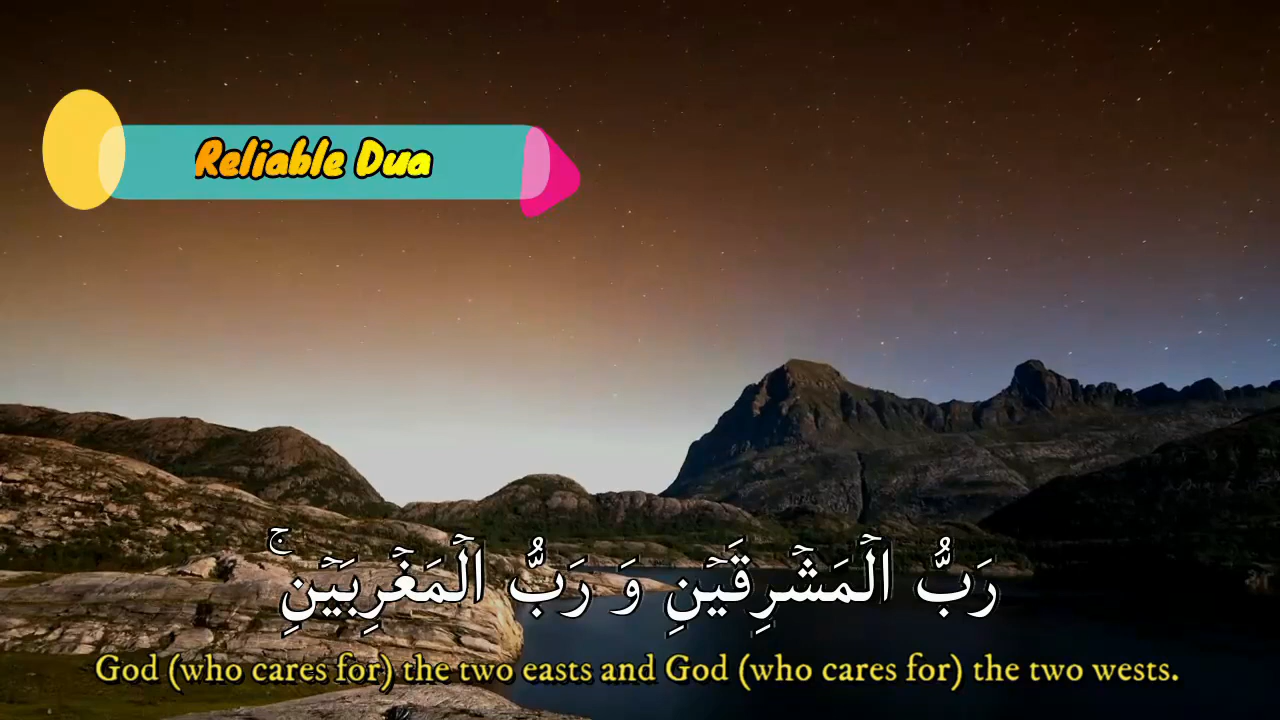 Reliable Dua
رَبُّ الۡمَشۡرِقَيۡنِ وَ رَبُّ الۡمَغۡرِبَيۡنِۚ
God (who cares for) the two easts and God (who cares for) the two wests.